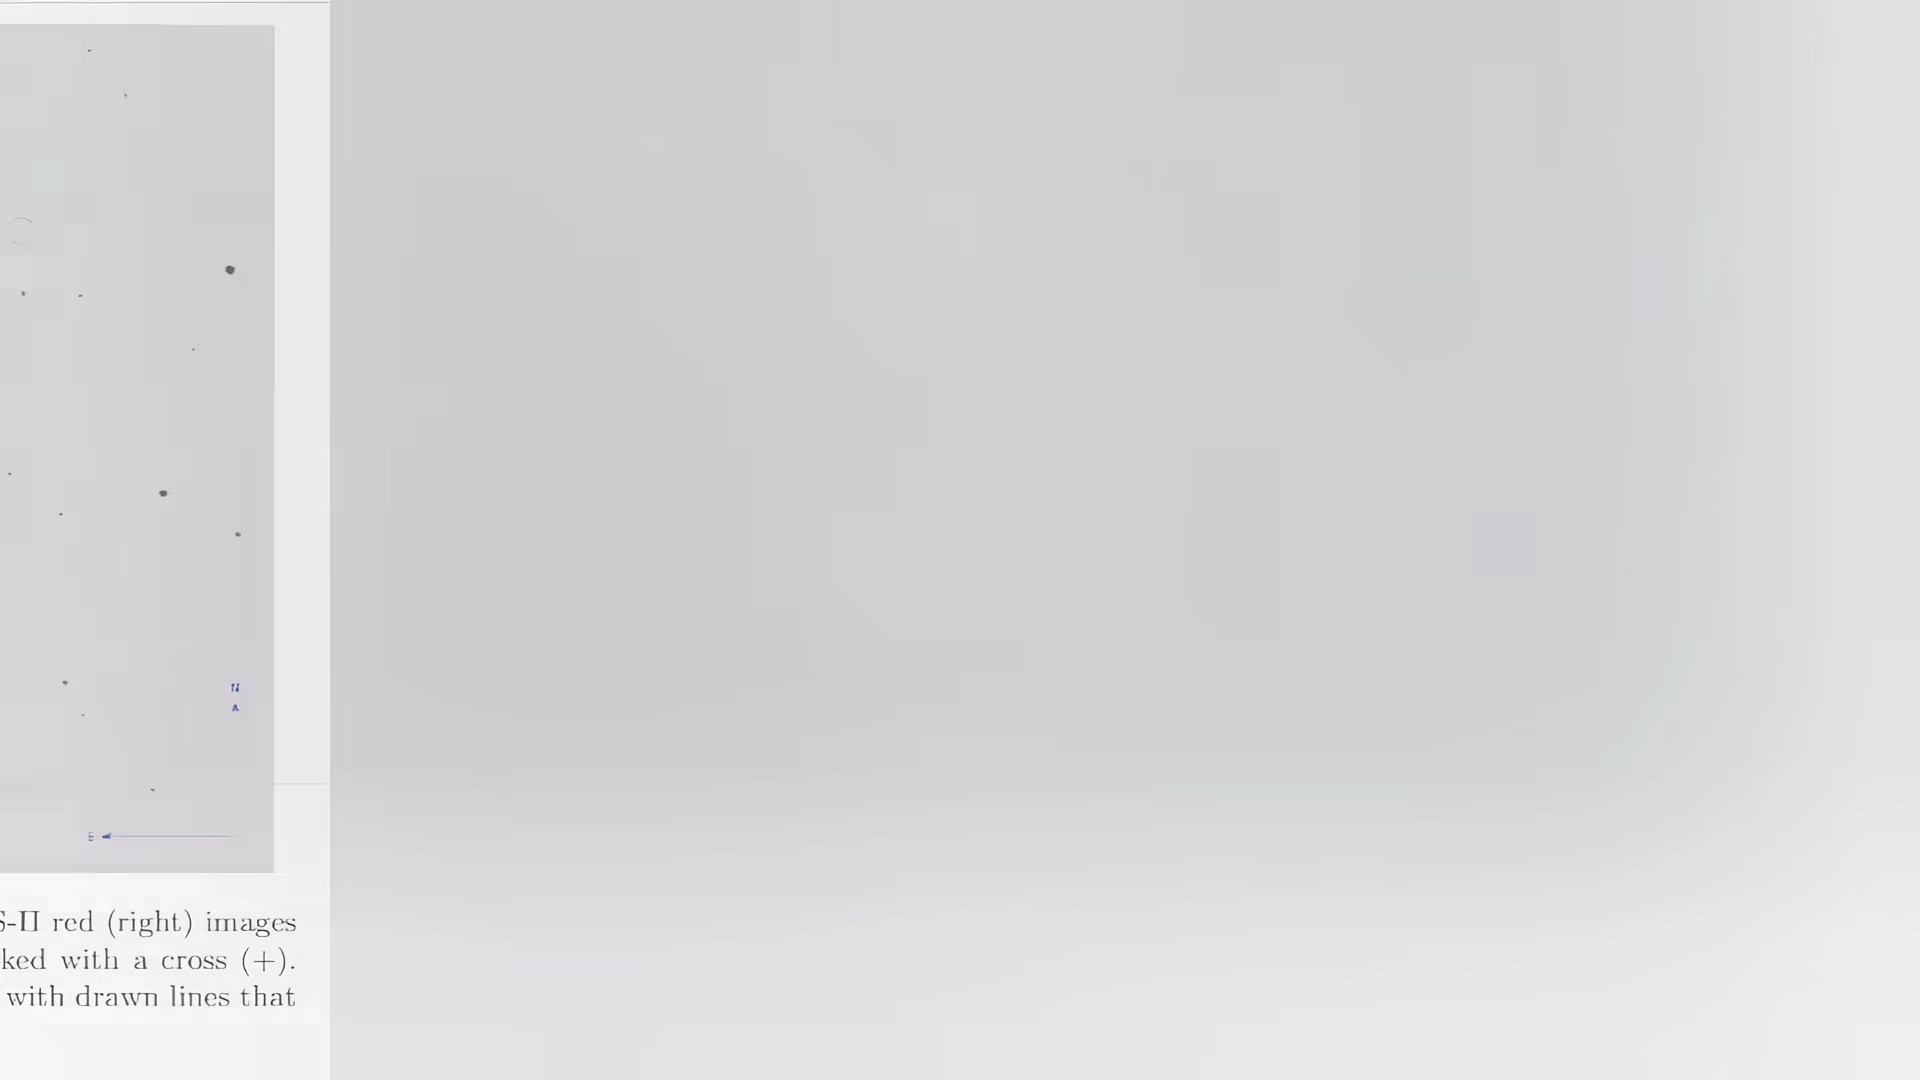 N
E
S-II red (right) images
ked with a cross (+).
with drawn lines that